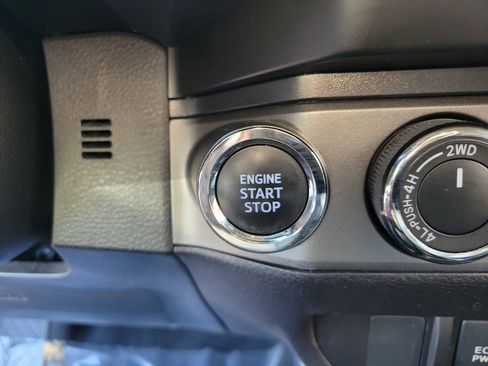 ENGINE
START
STOP
2WD
4L-PUSH-4H